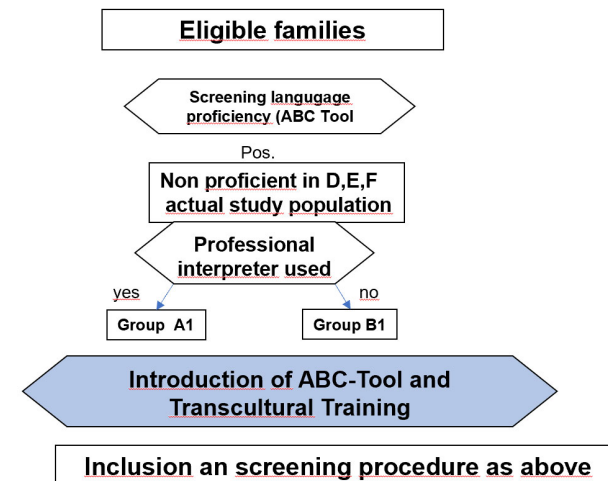 Eligible families
Screening langugage
proficiency (ABC Tool
Pos.
Non proficient in D,E,F
actual study population
Professional
interpreter used
yes
no
Group A1
Group B1
Introduction of ABC-Tool and
Transcultural Training
Inclusion an screening procedure as above